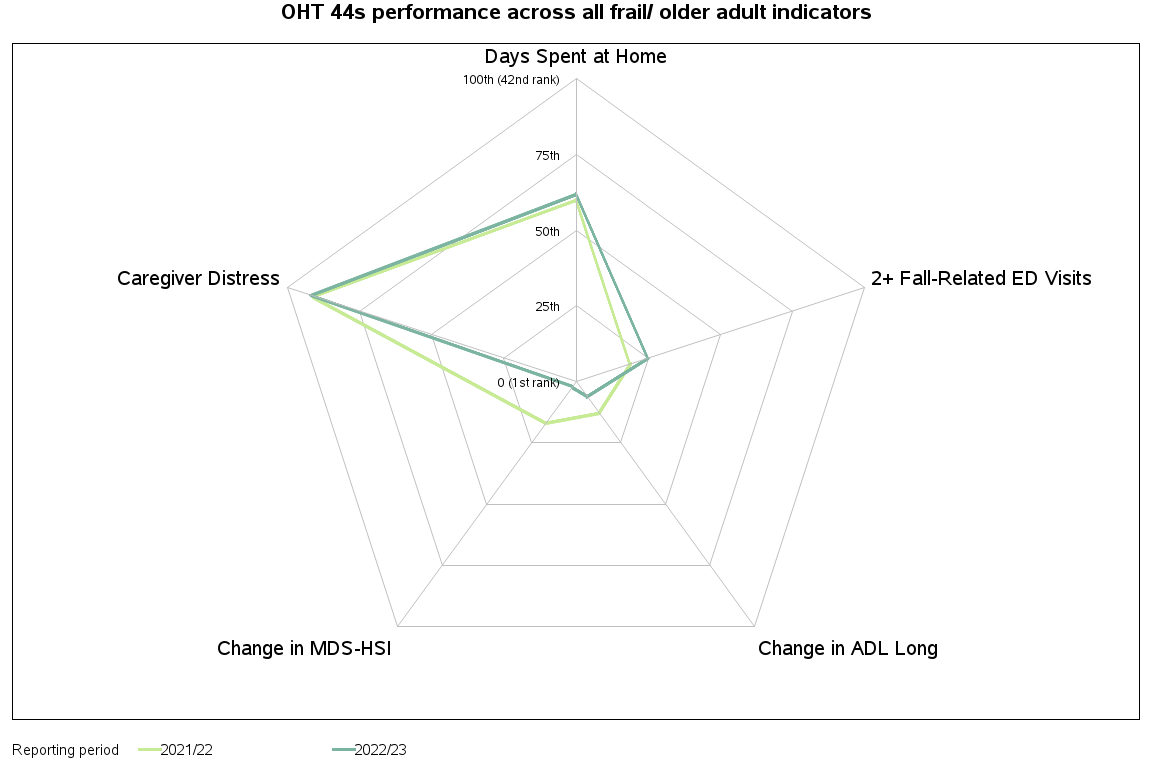 OHT 44s performance across all frail/ older adult indicators
Days Spent at Home
100th (42nd rank)
75th
50th
25th
0 (1st rank)
Caregiver Distress
2+ Fall-Related ED Visits
Change in MDS-HSI
Change in ADL Long
Reporting period 2021/22 2022/23